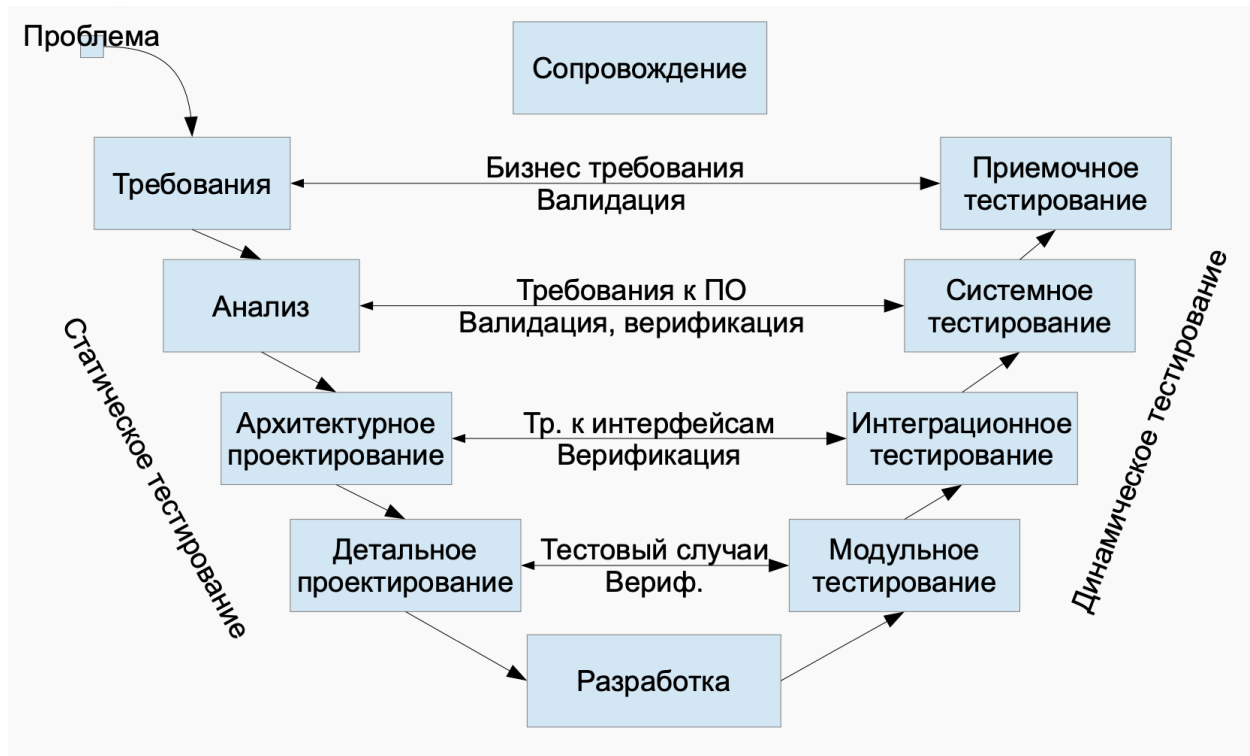 Проблема
Сопровождение
Требования
Бизнес требования
Валидация
Приемочное
тестирование
Анализ
Требования к ПО
Валидация, верификация
Системное
тестирование
Статическое тестирование
Динамическое тестирование
Архитектурное
проектирование
Тр. к интерфейсам
Верификация
Интеграционное
тестирование
Детальное
проектирование
Тестовый случаи
Вериф.
Модульное
тестирование
Разработка